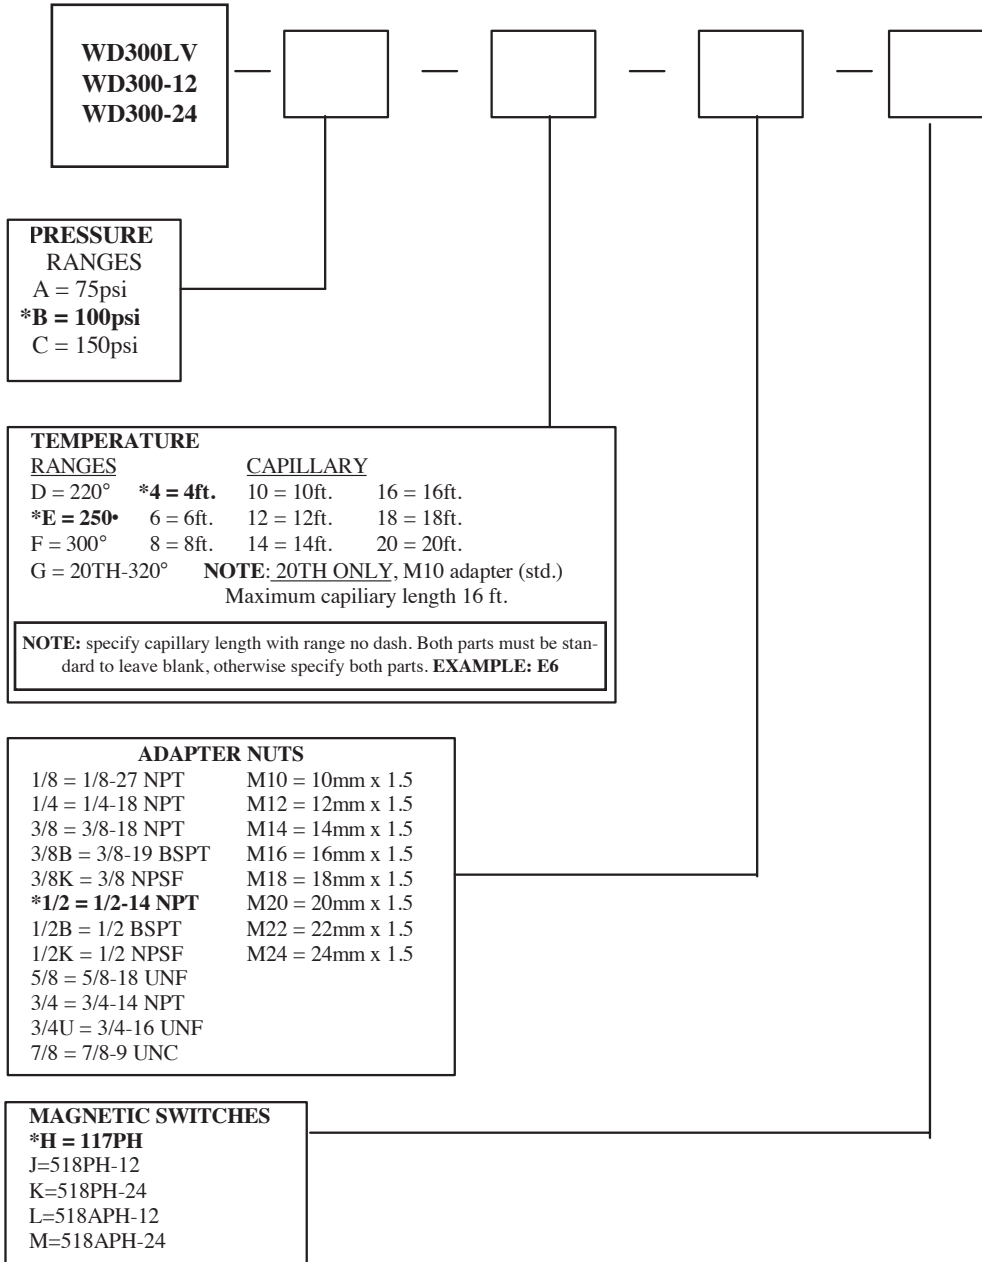 WD300LV
WD300-12
WD300-24
PRESSURE
RANGES
A = 75psi
*B = 100psi
C = 150psi
TEMPERATURE
RANGES CAPILLARY
D = 220° *4 = 4ft. 10 = 10ft. 16 = 16ft.
*E = 250• 6 = 6ft. 12 = 12ft. 18 = 18ft.
F = 300° 8 = 8ft. 14 = 14ft. 20 = 20ft.
G = 20TH-320° NOTE: 20TH ONLY, M10 adapter (std.)
Maximum capiliary length 16 ft.
NOTE: specify capillary length with range no dash. Both parts must be stan-
dard to leave blank, otherwise specify both parts. EXAMPLE: E6
ADAPTER NUTS
1/8 = 1/8-27 NPT M10 = 10mm x 1.5
1/4 = 1/4-18 NPT M12 = 12mm x 1.5
3/8 = 3/8-18 NPT M14 = 14mm x 1.5
3/8B = 3/8-19 BSPT M16 = 16mm x 1.5
3/8K = 3/8 NPSF M18 = 18mm x 1.5
*1/2 = 1/2-14 NPT M20 = 20mm x 1.5
1/2B = 1/2 BSPT M22 = 22mm x 1.5
1/2K = 1/2 NPSF M24 = 24mm x 1.5
5/8 = 5/8-18 UNF
3/4 = 3/4-14 NPT
3/4U = 3/4-16 UNF
7/8 = 7/8-9 UNC
MAGNETIC SWITCHES
*H = 117PH
J=518PH-12
K=518PH-24
L=518APH-12
M=518APH-24